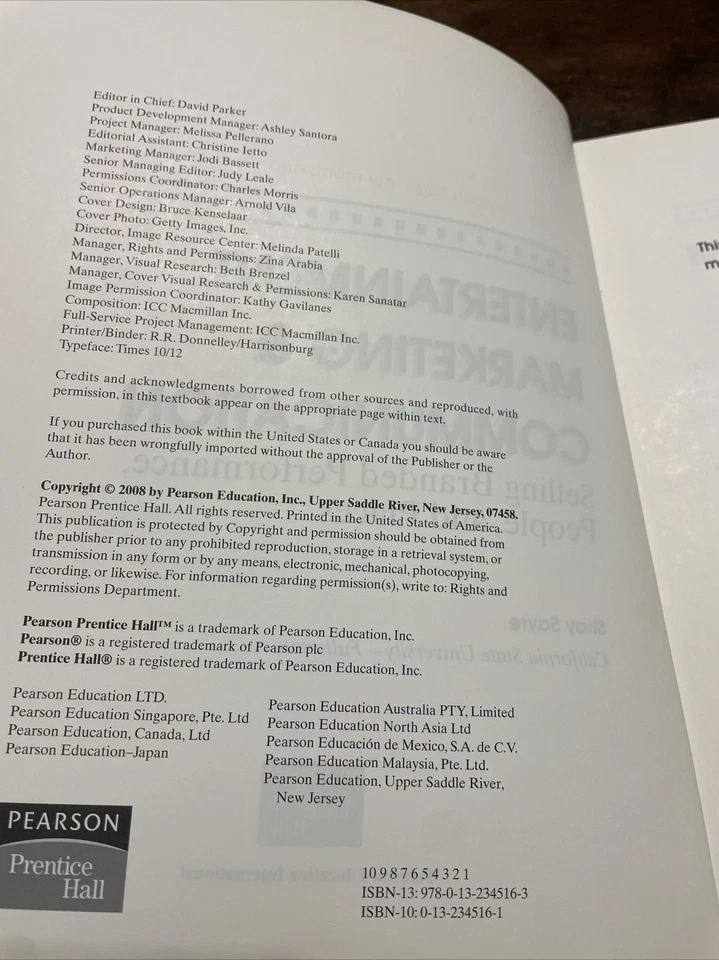 Editor in Chief: David Parker
Product Development Manager: Ashley Santora
Project Manager: Melissa Pellerano
Editorial Assistant: Christine Ietto
Marketing Manager: Jodi Bassett
Senior Managing Editor: Judy Leale
Permissions Coordinator: Charles Morris
Senior Operations Manager: Arnold Vila
Cover Design: Bruce Kenselaar
Cover Photo: Getty Images, Inc.
Director, Image Resource Center: Melinda Patelli
Manager, Rights and Permissions: Zina Arabia
Manager, Visual Research: Beth Brenzel
Manager, Cover Visual Research & Permissions: Karen Sanatar
Image Permission Coordinator: Kathy Gavilanes
Composition: ICC Macmillan Inc.
Full-Service Project Management: ICC Macmillan Inc.
Printer/Binder: R.R. Donnelley/Harrisonburg
Typeface: Times 10/12
Credits and acknowledgments borrowed from other sources and reproduced, with
permission, in this textbook appear on the appropriate page within text.
If you purchased this book within the United States or Canada you should be aware
that it has been wrongfully imported without the approval of the Publisher or the
Author.
Copyright © 2008 by Pearson Education, Inc., Upper Saddle River, New Jersey, 07458.
Pearson Prentice Hall. All rights reserved. Printed in the United States of America.
This publication is protected by Copyright and permission should be obtained from
the publisher prior to any prohibited reproduction, storage in a retrieval system, or
transmission in any form or by any means, electronic, mechanical, photocopying,
recording, or likewise. For information regarding permission(s), write to: Rights and
Permissions Department.
Pearson Prentice Hall™ is a trademark of Pearson Education, Inc.
Pearson® is a registered trademark of Pearson plc
Prentice Hall® is a registered trademark of Pearson Education, Inc.
Pearson Education LTD.
Pearson Education Singapore, Pte. Ltd
Pearson Education, Canada, Ltd
Pearson Education–Japan
Pearson Education Australia PTY, Limited
Pearson Education North Asia Ltd
Pearson Educación de Mexico, S.A. de C.V.
Pearson Education Malaysia, Pte. Ltd.
Pearson Education, Upper Saddle River,
New Jersey
PEARSON
Prentice
Hall
10 9 8 7 6 5 4 3 2 1
ISBN-13: 978-0-13-234516-3
ISBN-10: 0-13-234516-1